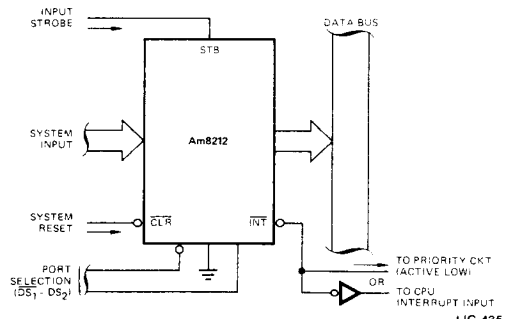 INPUT
STROBE
DATA BUS
STB
SYSTEM
INPUT
Am8212
SYSTEM
RESET
CLR
INT
PORT
SELECTION
(DS1 - DS2)
TO PRIORITY CKT
(ACTIVE LOW)
OR
TO CPU
INTERRUPT INPUT